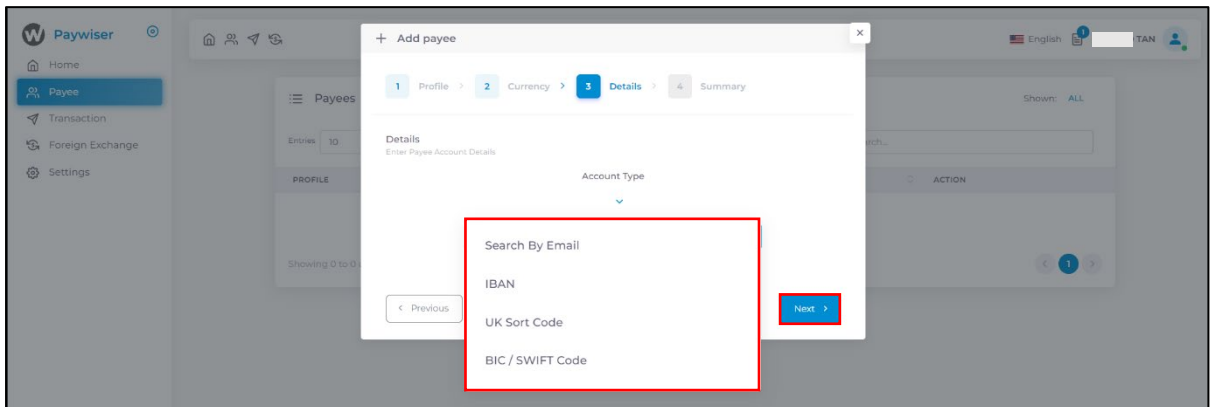 Paywiser
Home
Payee
Transaction
Foreign Exchange
Settings
English
1
TAN
Payees
Shown: ALL
Entries 10
PROFILE
ACTION
Showing 0 to 0
1
+ Add payee
×
1 Profile > 2 Currency > 3 Details > 4 Summary
Details
Enter Payee Account Details
Account Type
Search By Email
IBAN
UK Sort Code
BIC / SWIFT Code
< Previous
Next >